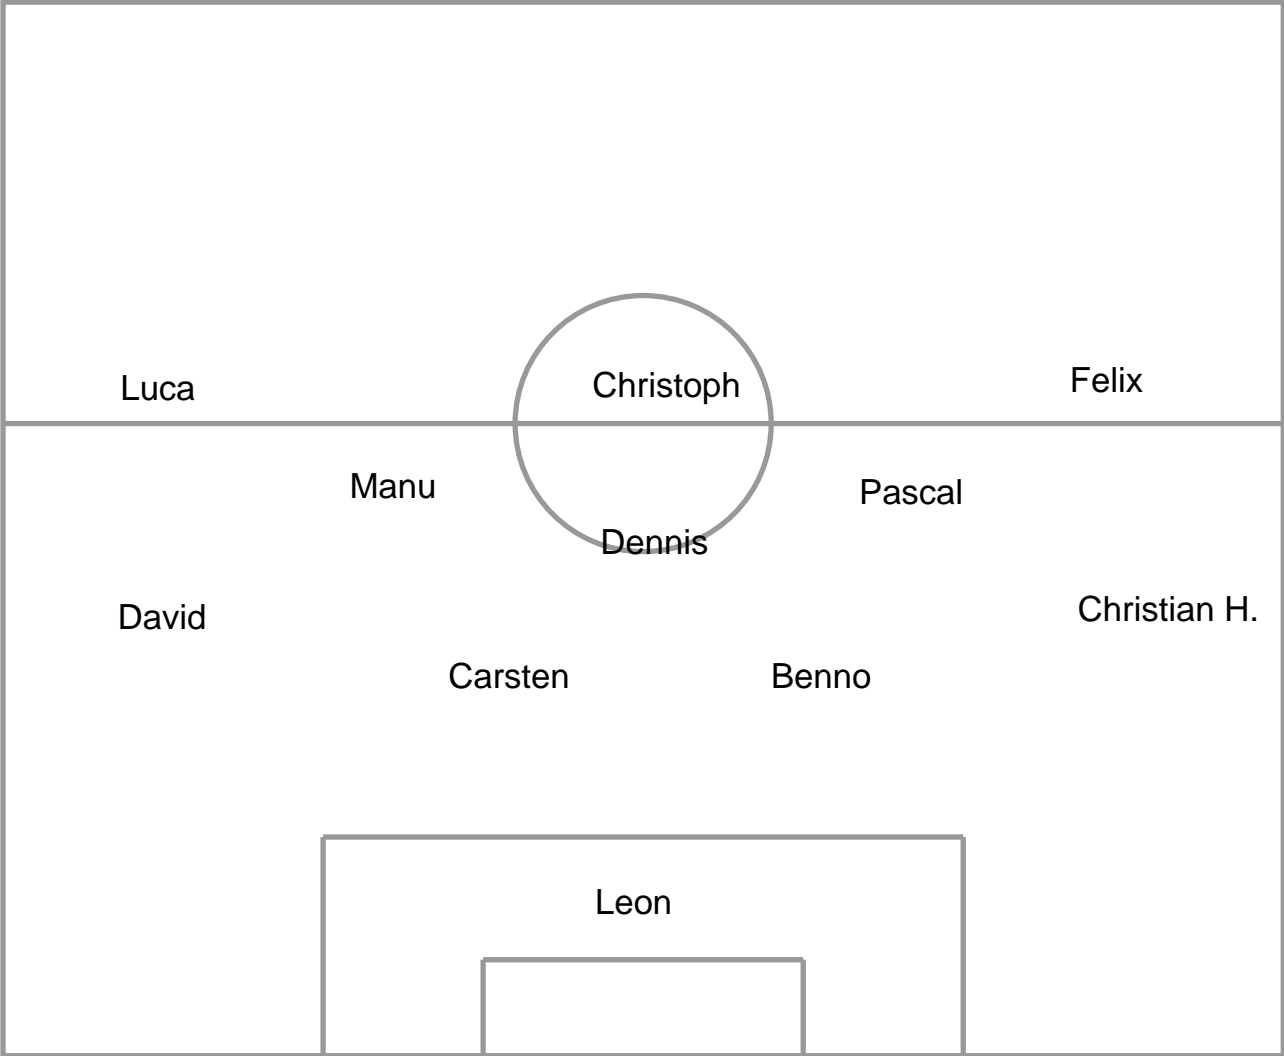 Luca Christoph Felix
Manu Pascal
Dennis
David Christian H.
Carsten Benno
Leon